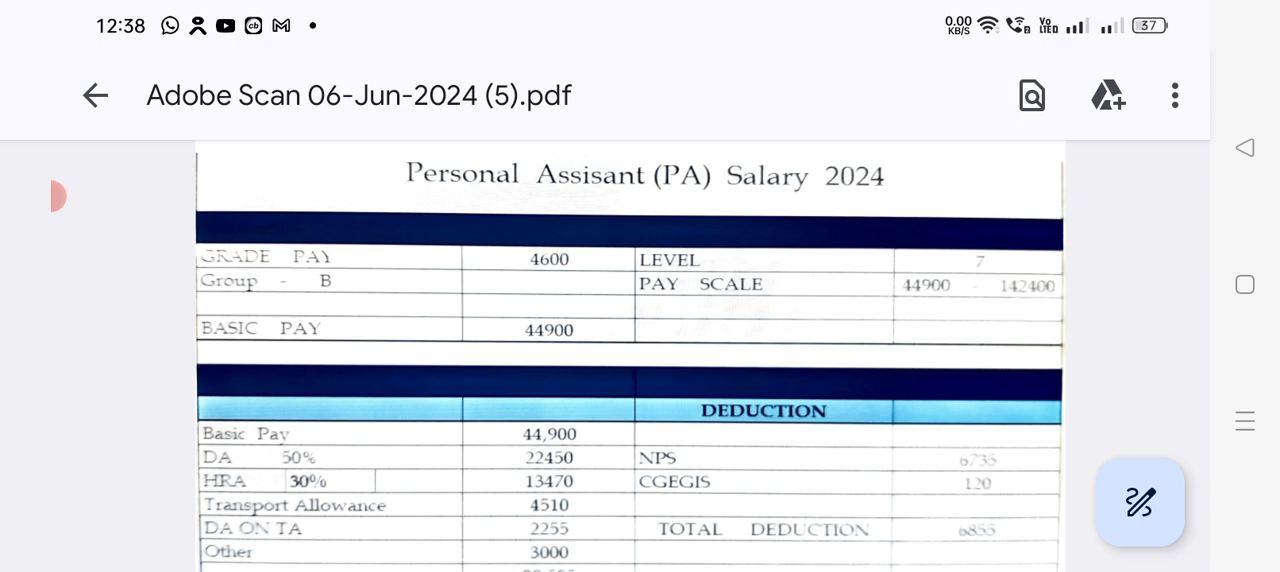 12:38 0.00 KB/S Vo LTE 37
Adobe Scan 06-Jun-2024 (5).pdf
Personal Assisant (PA) Salary 2024
GRADE PAY 4600 LEVEL 7
Group - B PAY SCALE 44900 - 142400
BASIC PAY 44900
DEDUCTION
Basic Pay 44,900
DA 50% 22450 NPS 6735
HRA 30% 13470 CGEGIS 120
Transport Allowance 4510
DA ON TA 2255 TOTAL DEDUCTION 6855
Other 3000